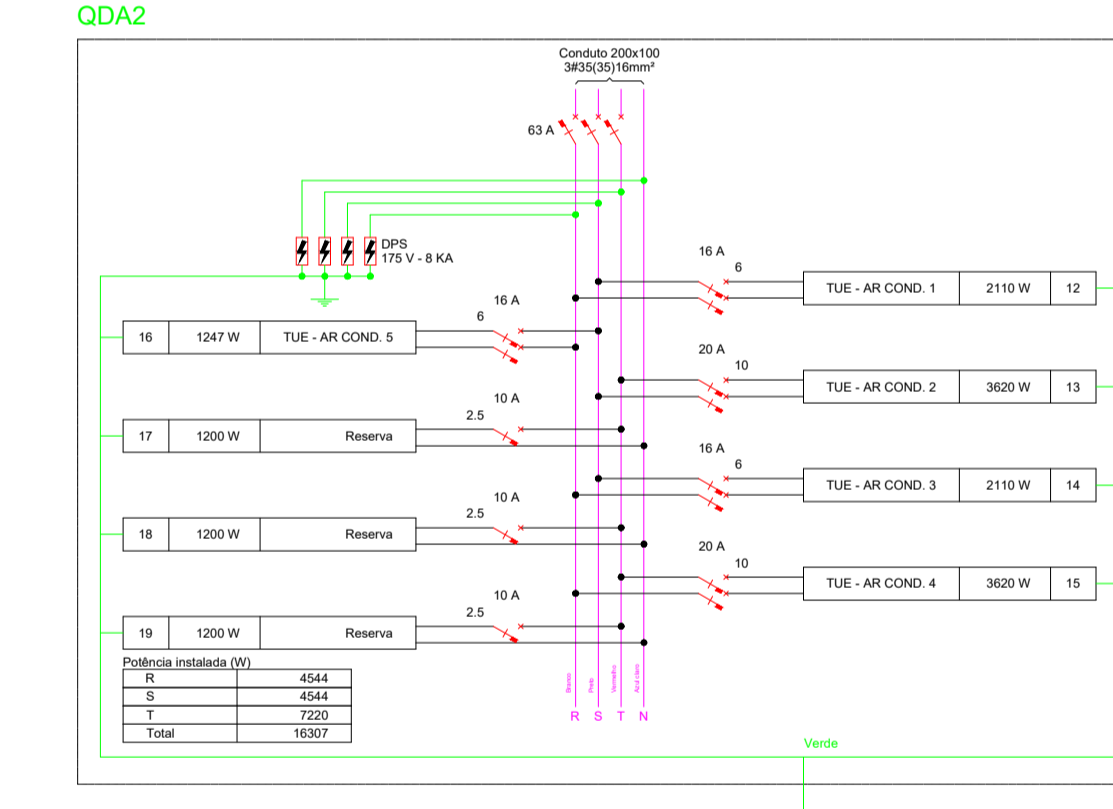 QDA2
Conduto 200x100
3#35(35)16mm²
63 A
DPS
175 V - 8 KA
16 A
6
TUE - AR COND. 1 2110 W 12
16 A
6
16 1247 W TUE - AR COND. 5
20 A
10
TUE - AR COND. 2 3620 W 13
10 A
2.5
17 1200 W Reserva
16 A
6
TUE - AR COND. 3 2110 W 14
10 A
2.5
18 1200 W Reserva
20 A
10
TUE - AR COND. 4 3620 W 15
10 A
2.5
19 1200 W Reserva
Potência instalada (W)
R 4544
S 4544
T 7220
Total 16307
Branco
Preto
Vermelho
Azul claro
R S T N
Verde